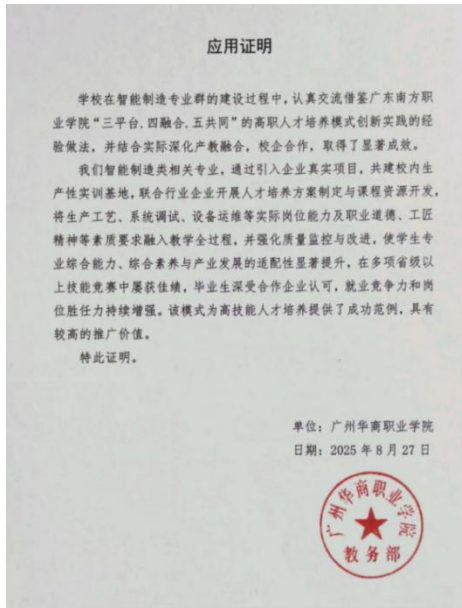 应用证明
学校在智能制造专业群的建设过程中，认真交流借鉴广东南方职
业学院“三平台、四融合、五共同”的高职人才培养模式创新实践的经
验做法，并结合实际深化产教融合，校企合作，取得了显著成效。
我们智能制造类相关专业，通过引入企业真实项目，共建校内生
产性实训基地，联合行业企业开展人才培养方案制定与课程资源开发，
将生产工艺、系统调试、设备运维等实际岗位能力及职业道德、工匠
精神等素质要求融入教学全过程，并强化质量监控与改进，使学生专
业综合能力、综合素养与产业发展的适配性显著提升，在多项省级以
上技能竞赛中屡获佳绩，毕业生深受合作企业认可，就业竞争力和岗
位胜任力持续增强。该模式为高技能人才培养提供了成功范例，具有
较高的推广价值。
特此证明。
单位：广州华商职业学院
日期：2025年8月27日
广州华商职业学院
教务部